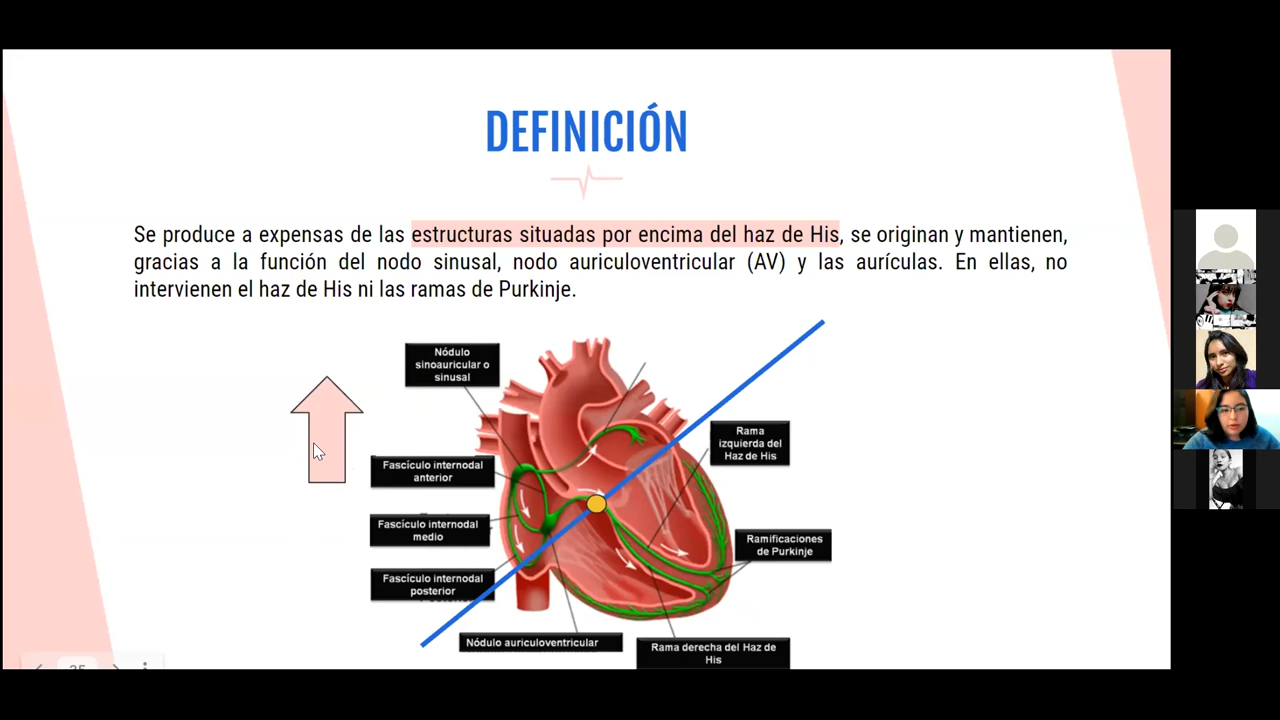 DEFINICIÓN
Se produce a expensas de las estructuras situadas por encima del haz de His, se originan y mantienen,
gracias a la función del nodo sinusal, nodo auriculoventricular (AV) y las aurículas. En ellas, no
intervienen el haz de His ni las ramas de Purkinje.
Nódulo
sinoauricular o
sinusal
Rama
izquierda del
Haz de His
Fascículo internodal
anterior
Fascículo internodal
medio
Ramificaciones
de Purkinje
Fascículo internodal
posterior
Nódulo auriculoventricular
Rama derecha del Haz de
His